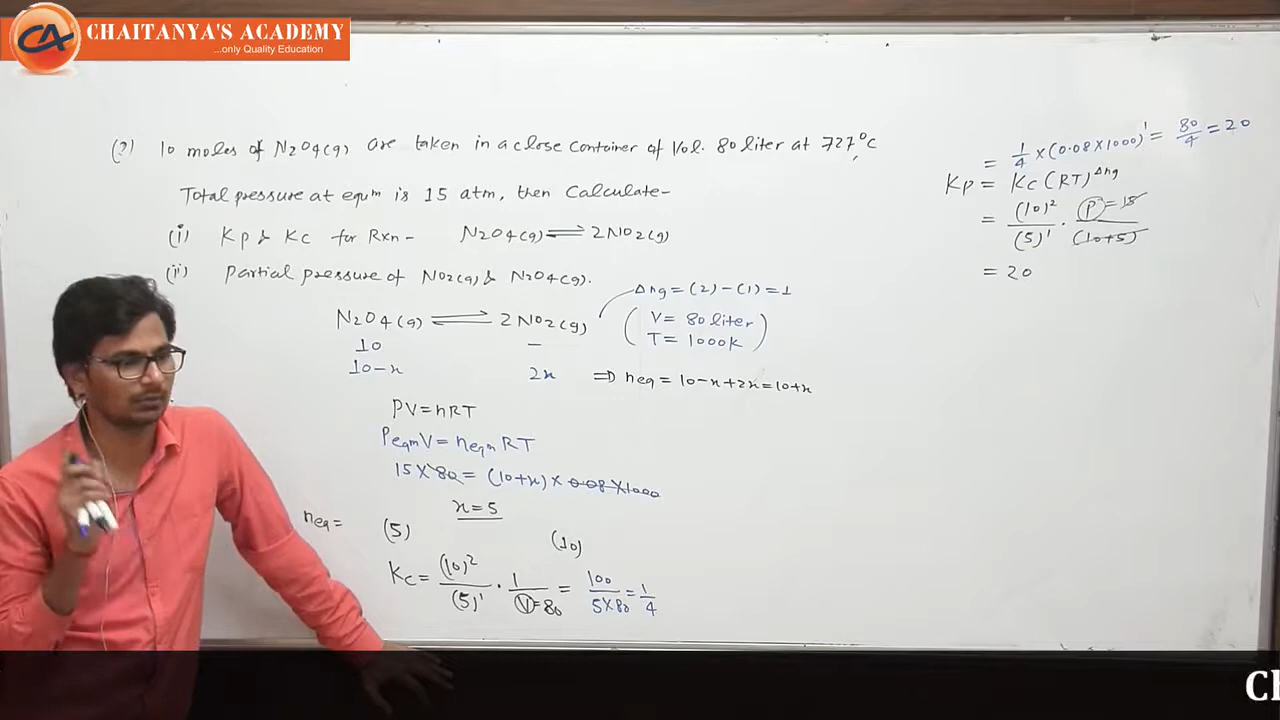 CHAITANYA'S ACADEMY
...only Quality Education
CA
(?) 10 moles of N₂O₄(g) are taken in a close container of Vol. 80 liter at 727°C
Total pressure at equᵐ is 15 atm, then Calculate-
(i) Kp & Kc for Rxn- N₂O₄(g) ⇌ 2NO₂(g)
(ii) Partial pressure of NO₂(g) & N₂O₄(g).
N₂O₄(g) ⇌ 2NO₂(g)
10 —
10-x 2x ⇒ neq = 10-x+2x = 10+x
Δng = (2)-(1) = 1
(V = 80 liter
T = 1000K)
PV = nRT
Peqm V = neqm RT
15 × 80 = (10+x) × 0.08 × 1000
x = 5
neq = (5) (10)
Kc = (10)²/(5)¹ · 1/V=80 = 100/5×80 = 1/4
= 1/4 × (0.08 × 1000)¹ = 80/4 = 20
Kp = Kc (RT)^Δng
= (10)²/(5)¹ · P=15/(10+5)
= 20